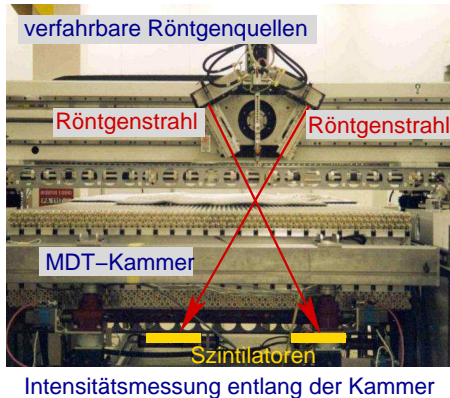 verfahrbare Röntgenquellen
Röntgenstrahl
Röntgenstrahl
MDT–Kammer
Szintilatoren
Intensitätsmessung entlang der Kammer